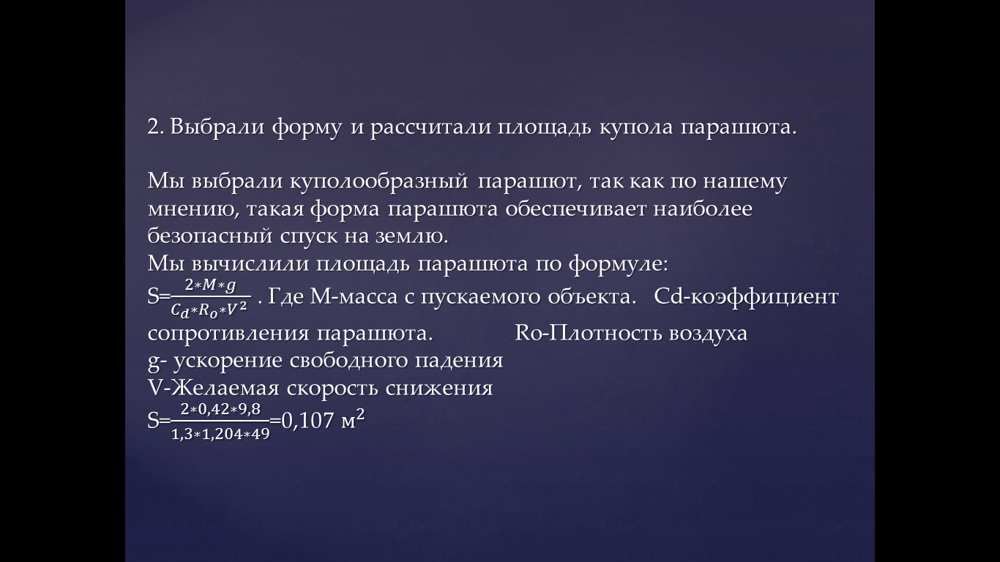 2. Выбрали форму и рассчитали площадь купола парашюта.
Мы выбрали куполообразный парашют, так как по нашему
мнению, такая форма парашюта обеспечивает наиболее
безопасный спуск на землю.
Мы вычислили площадь парашюта по формуле:
S=\frac{2*M*g}{C_d*R_o*V^2} . Где М-масса с пускаемого объекта. Cd-коэффициент
сопротивления парашюта. Ro-Плотность воздуха
g- ускорение свободного падения
V-Желаемая скорость снижения
S=\frac{2*0,42*9,8}{1,3*1,204*49}=0,107 м²